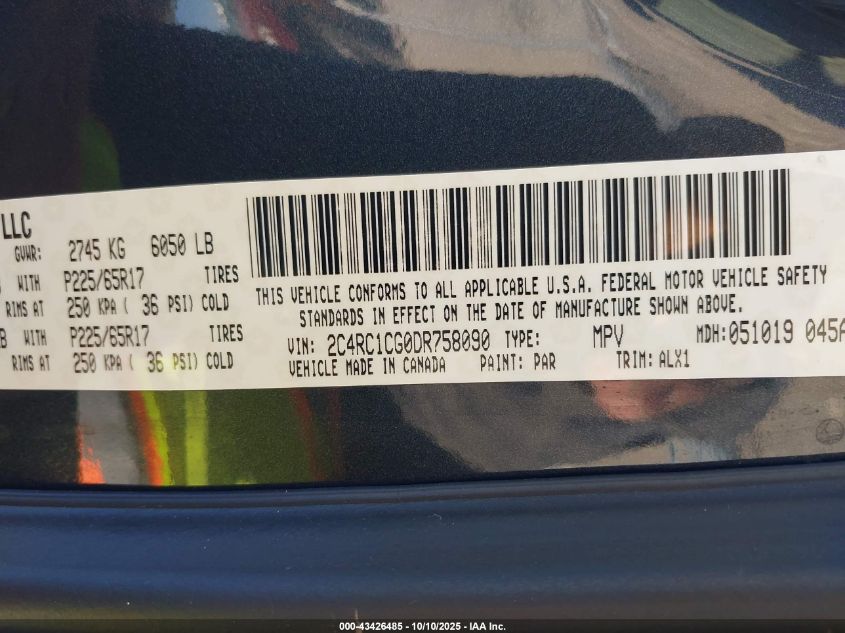 LLC
GVWR: 2745 KG 6050 LB
WITH P225/65R17 TIRES
RIMS AT 250 KPA ( 36 PSI) COLD
B WITH P225/65R17 TIRES
RIMS AT 250 KPA ( 36 PSI) COLD
THIS VEHICLE CONFORMS TO ALL APPLICABLE U.S.A. FEDERAL MOTOR VEHICLE SAFETY
STANDARDS IN EFFECT ON THE DATE OF MANUFACTURE SHOWN ABOVE.
VIN: 2C4RC1CG0DR758090 TYPE: MPV MDH: 051019 045A
VEHICLE MADE IN CANADA PAINT: PAR TRIM: ALX1
000-43426485 - 10/10/2025 - IAA Inc.